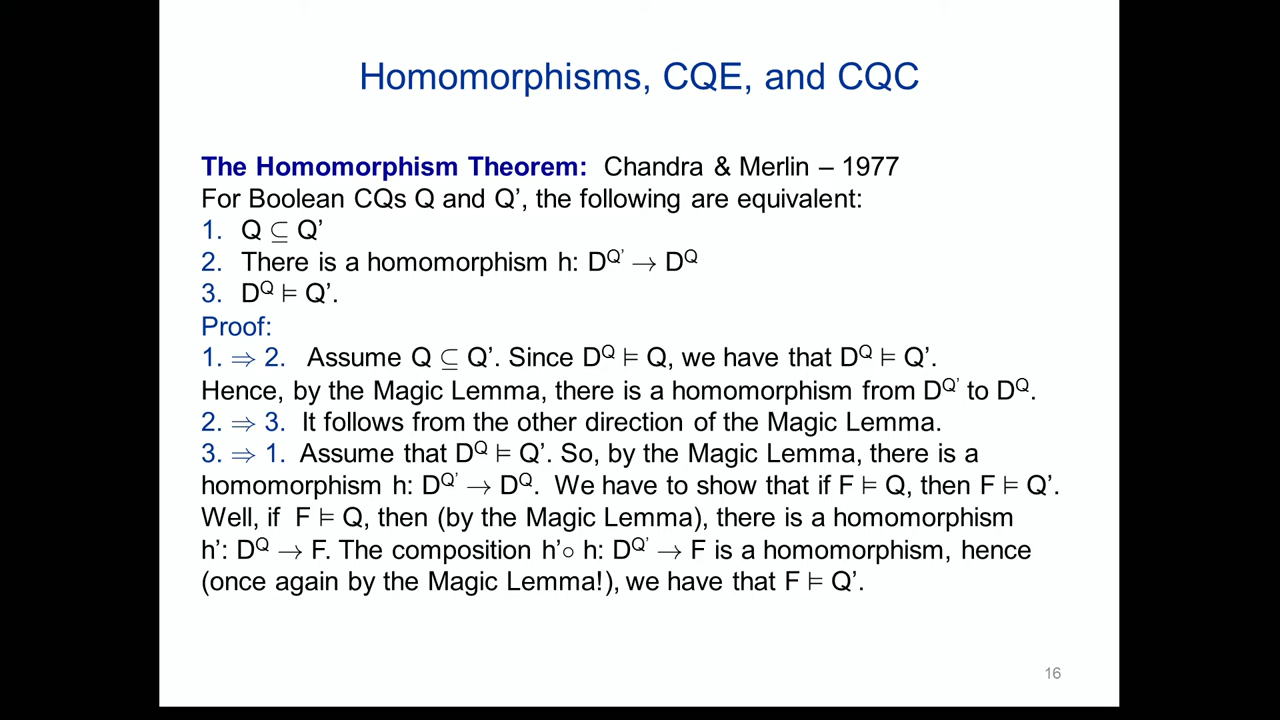 Homomorphisms, CQE, and CQC
The Homomorphism Theorem: Chandra & Merlin – 1977
For Boolean CQs Q and Q’, the following are equivalent:
1. Q ⊆ Q’
2. There is a homomorphism h: D^Q’ → D^Q
3. D^Q ⊨ Q’.
Proof:
1. ⇒ 2. Assume Q ⊆ Q’. Since D^Q ⊨ Q, we have that D^Q ⊨ Q’.
Hence, by the Magic Lemma, there is a homomorphism from D^Q’ to D^Q.
2. ⇒ 3. It follows from the other direction of the Magic Lemma.
3. ⇒ 1. Assume that D^Q ⊨ Q’. So, by the Magic Lemma, there is a
homomorphism h: D^Q’ → D^Q. We have to show that if F ⊨ Q, then F ⊨ Q’.
Well, if F ⊨ Q, then (by the Magic Lemma), there is a homomorphism
h’: D^Q → F. The composition h’○ h: D^Q’ → F is a homomorphism, hence
(once again by the Magic Lemma!), we have that F ⊨ Q’.
16